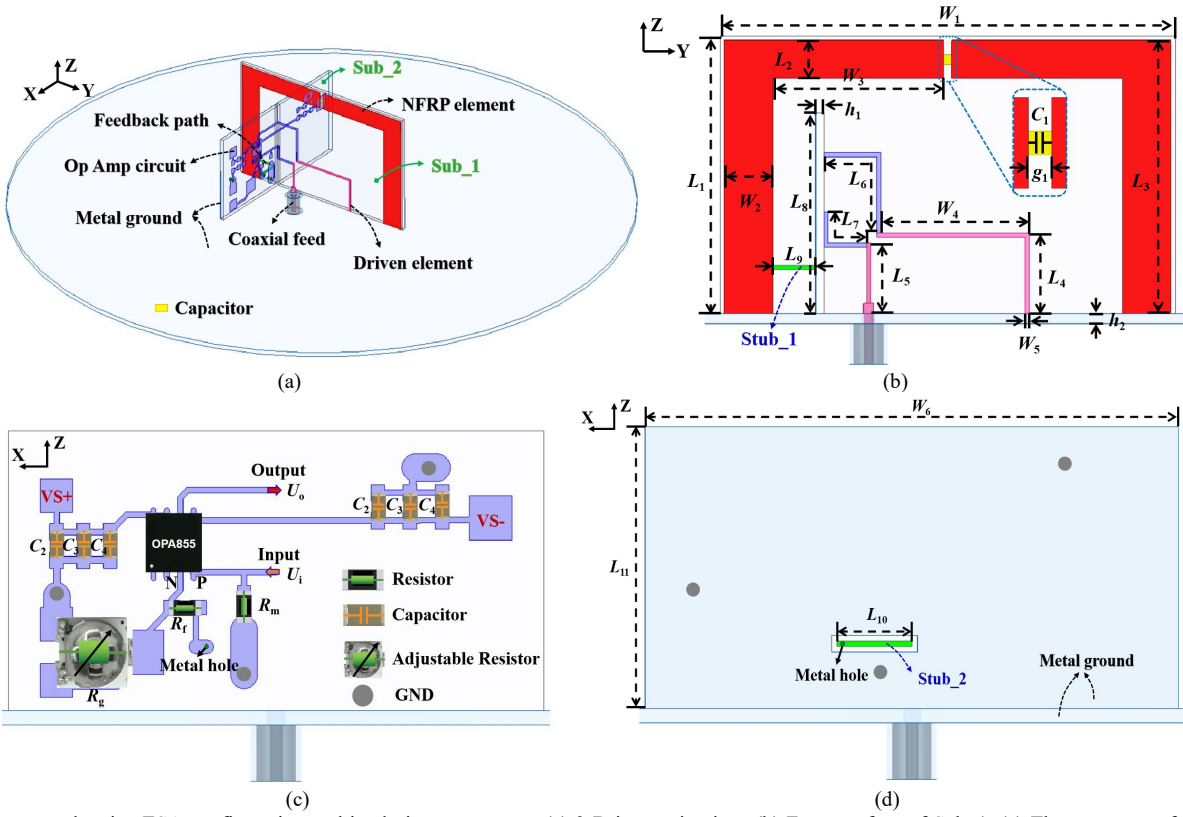 Z
X
Y
Sub_2
NFRP element
Feedback path
Op Amp circuit
Sub_1
Metal ground
Coaxial feed
Driven element
Capacitor
(a)
Z
Y
W1
L2
W3
h1
C1
g1
L1
W2
L8
L6
L3
L7
W4
L9
L5
L4
h2
Stub_1
W5
(b)
X
Z
Output
Uo
VS+
C2
C3
C4
VS-
C2
C3
C4
OPA855
Input
Ui
N
P
Resistor
Rf
Rm
Capacitor
Metal hole
Adjustable Resistor
Rg
GND
(c)
X
Z
W6
L11
L10
Metal hole
Stub_2
Metal ground
(d)